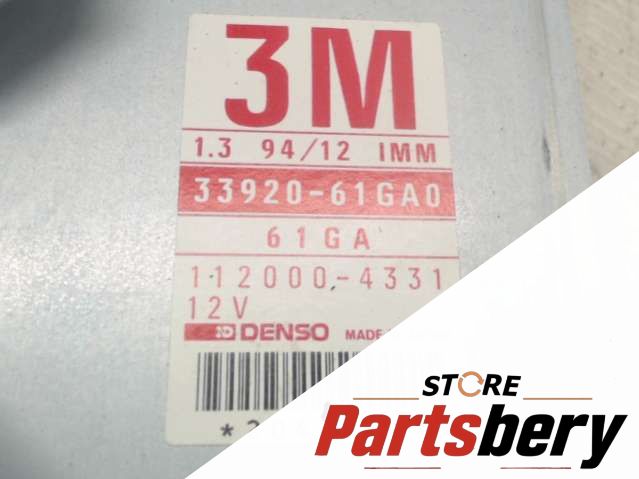 3M
1.3 94/12 IMM
33920-61GA0
61GA
112000-4331
12V
DENSO MADE
STORE
Partsbery